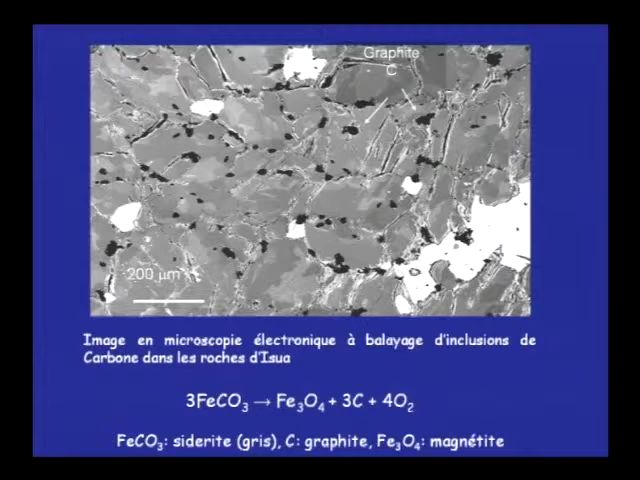 Graphite
C
200 µm
Image en microscopie électronique à balayage d'inclusions de
Carbone dans les roches d'Isua
3FeCO₃ → Fe₃O₄ + 3C + 4O₂
FeCO₃: siderite (gris), C: graphite, Fe₃O₄: magnétite